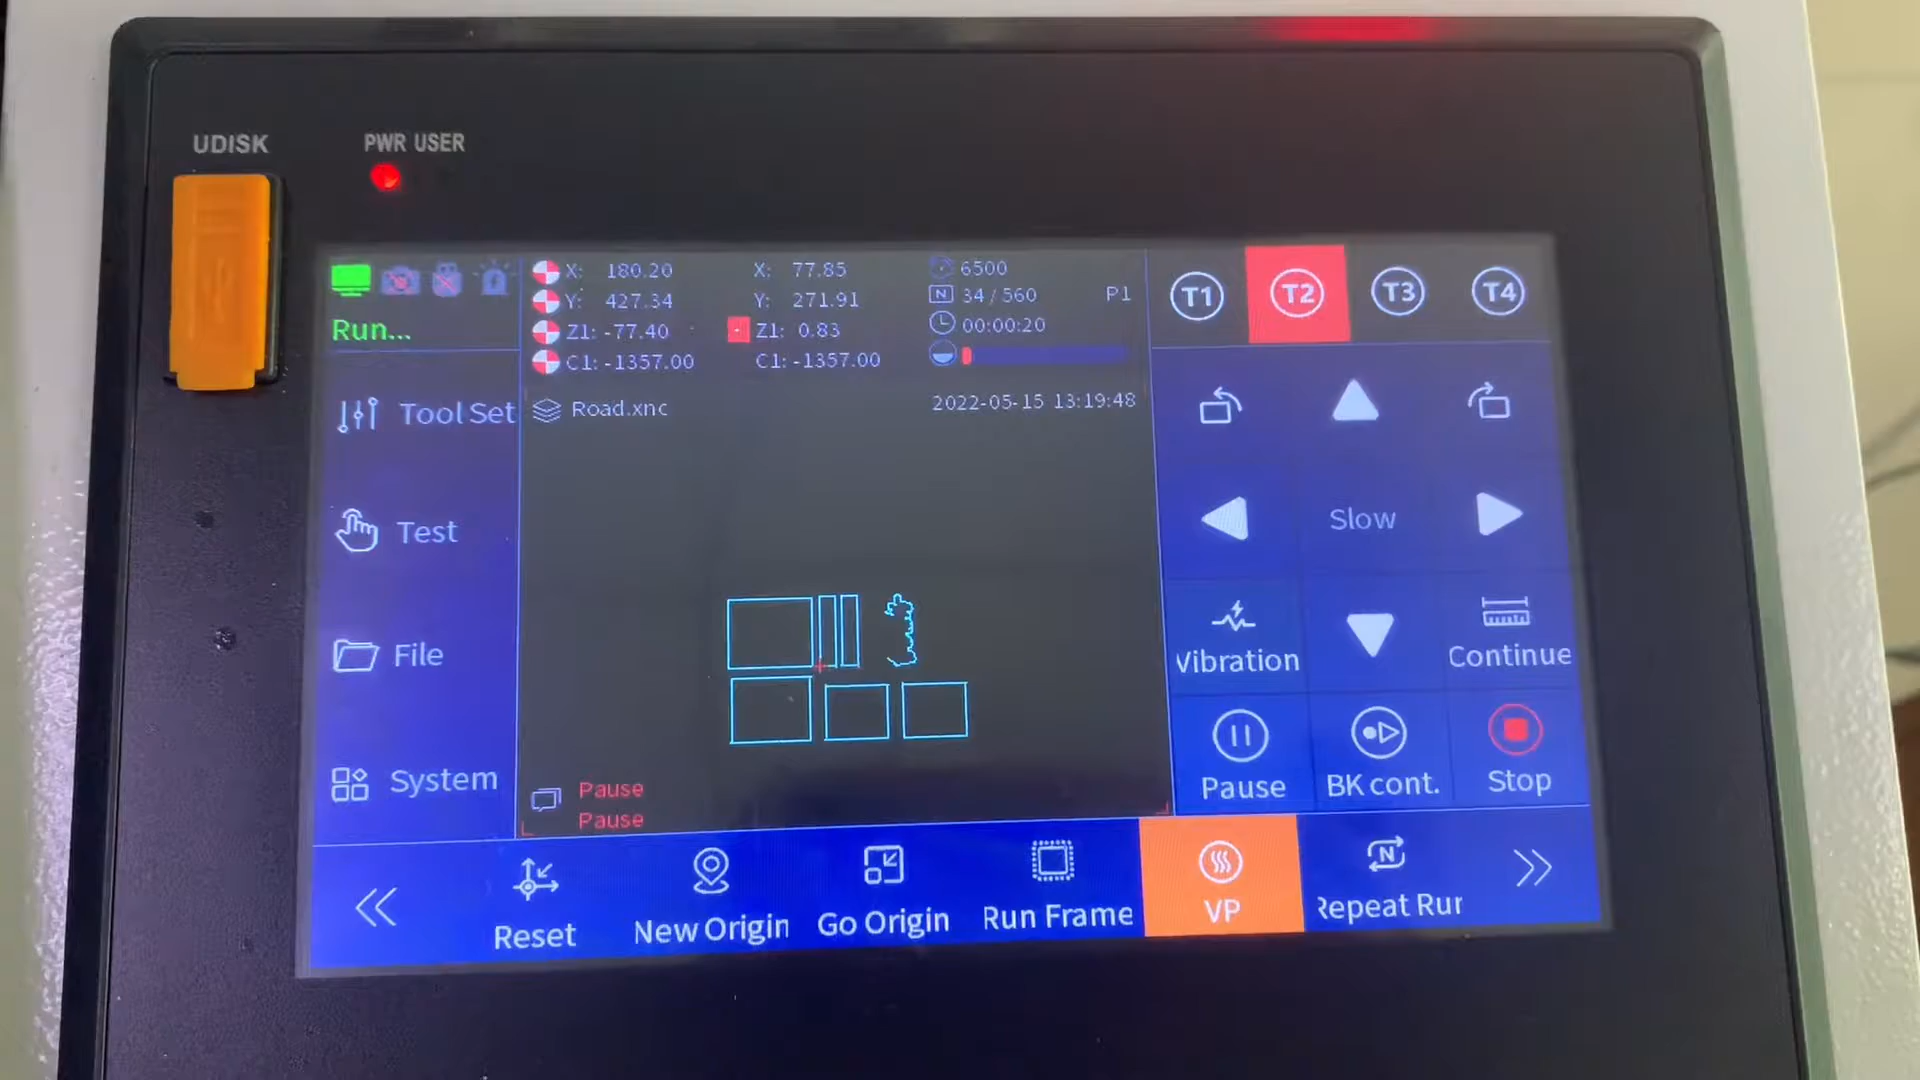 UDISK
PWR USER
Run...
X: 180.20
Y: 427.34
Z1: -77.40
C1: -1357.00
X: 77.85
Y: 271.91
Z1: 0.83
C1: -1357.00
6500
N 34 / 560 P1
00:00:20
T1 T2 T3 T4
Road.xnc
2022-05-15 13:19:48
Tool Set
Test
File
System
Slow
Vibration
Continue
Pause
BK cont.
Stop
Pause
Pause
Reset
New Origin
Go Origin
Run Frame
VP
N
Repeat Rur